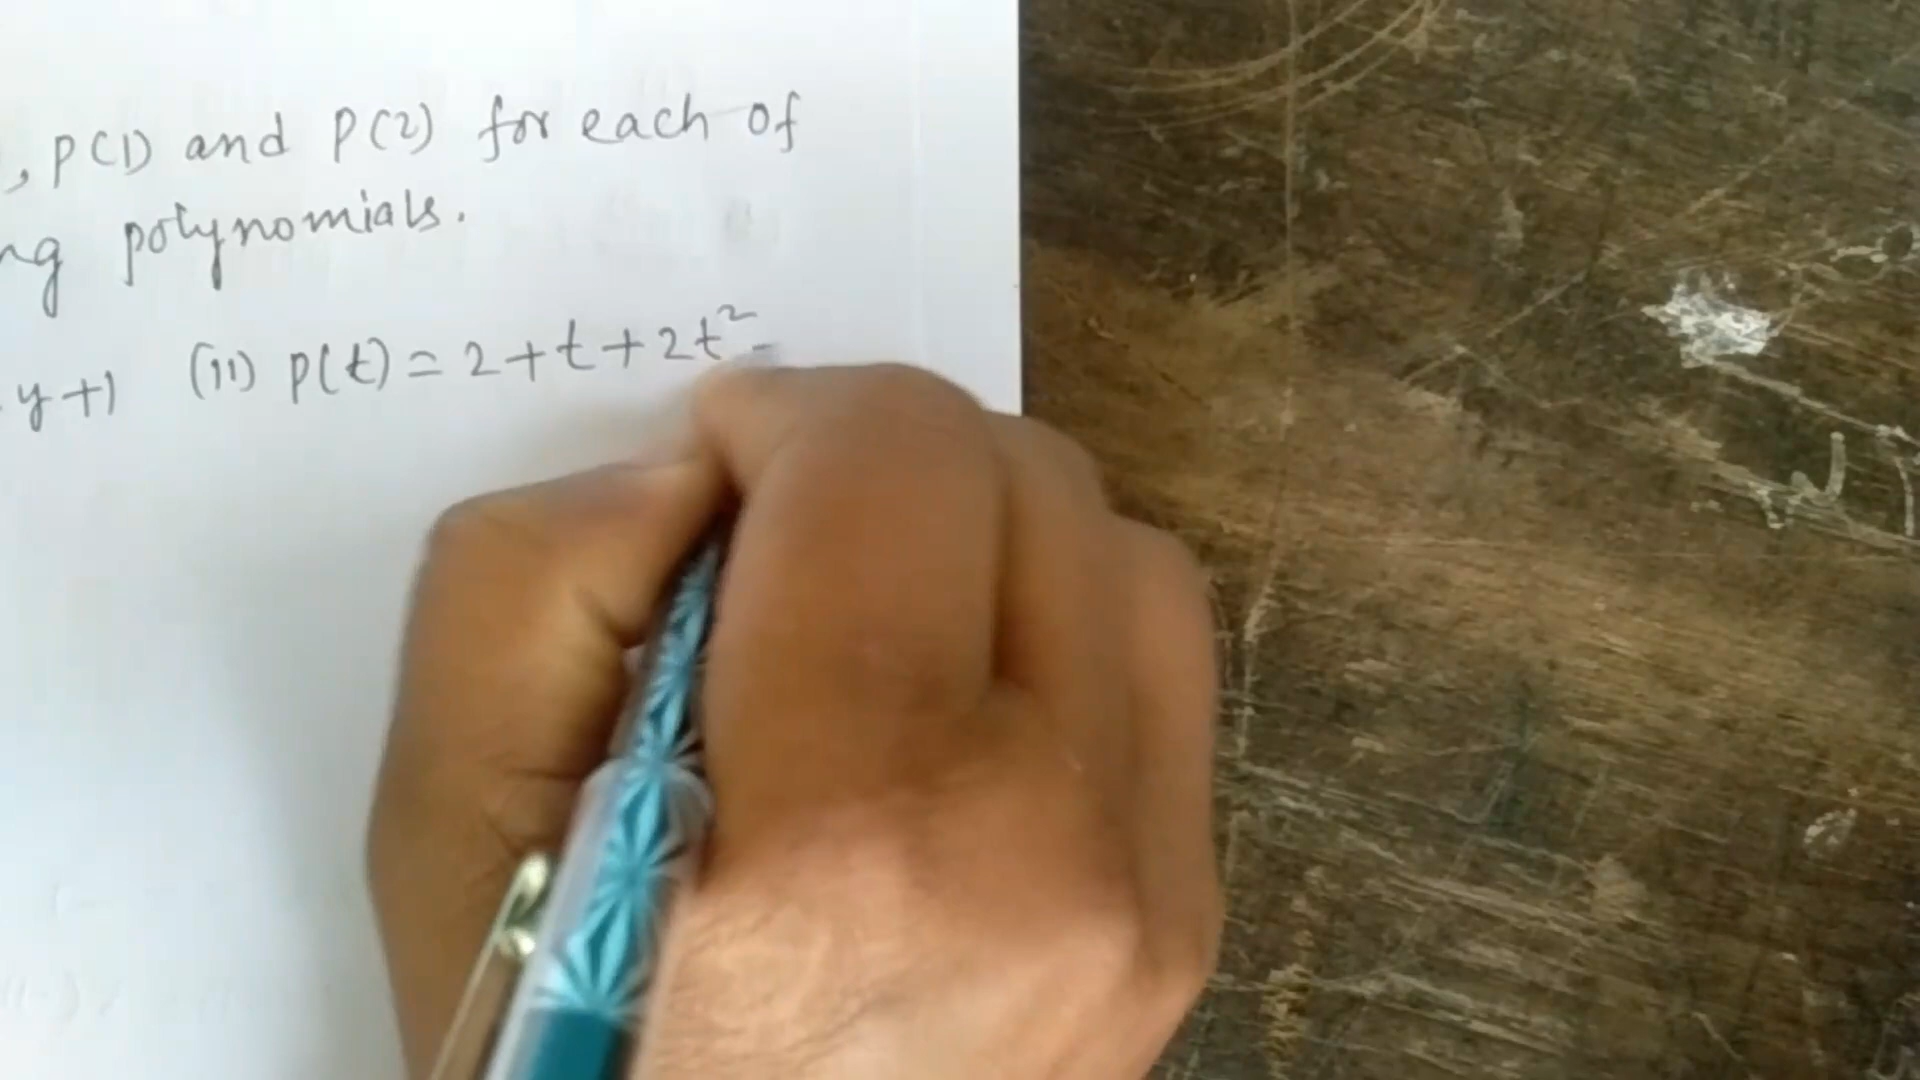 , P(1) and P(2) for each of
ng polynomials.
y+1 (ii) p(t) = 2+t+2t² -